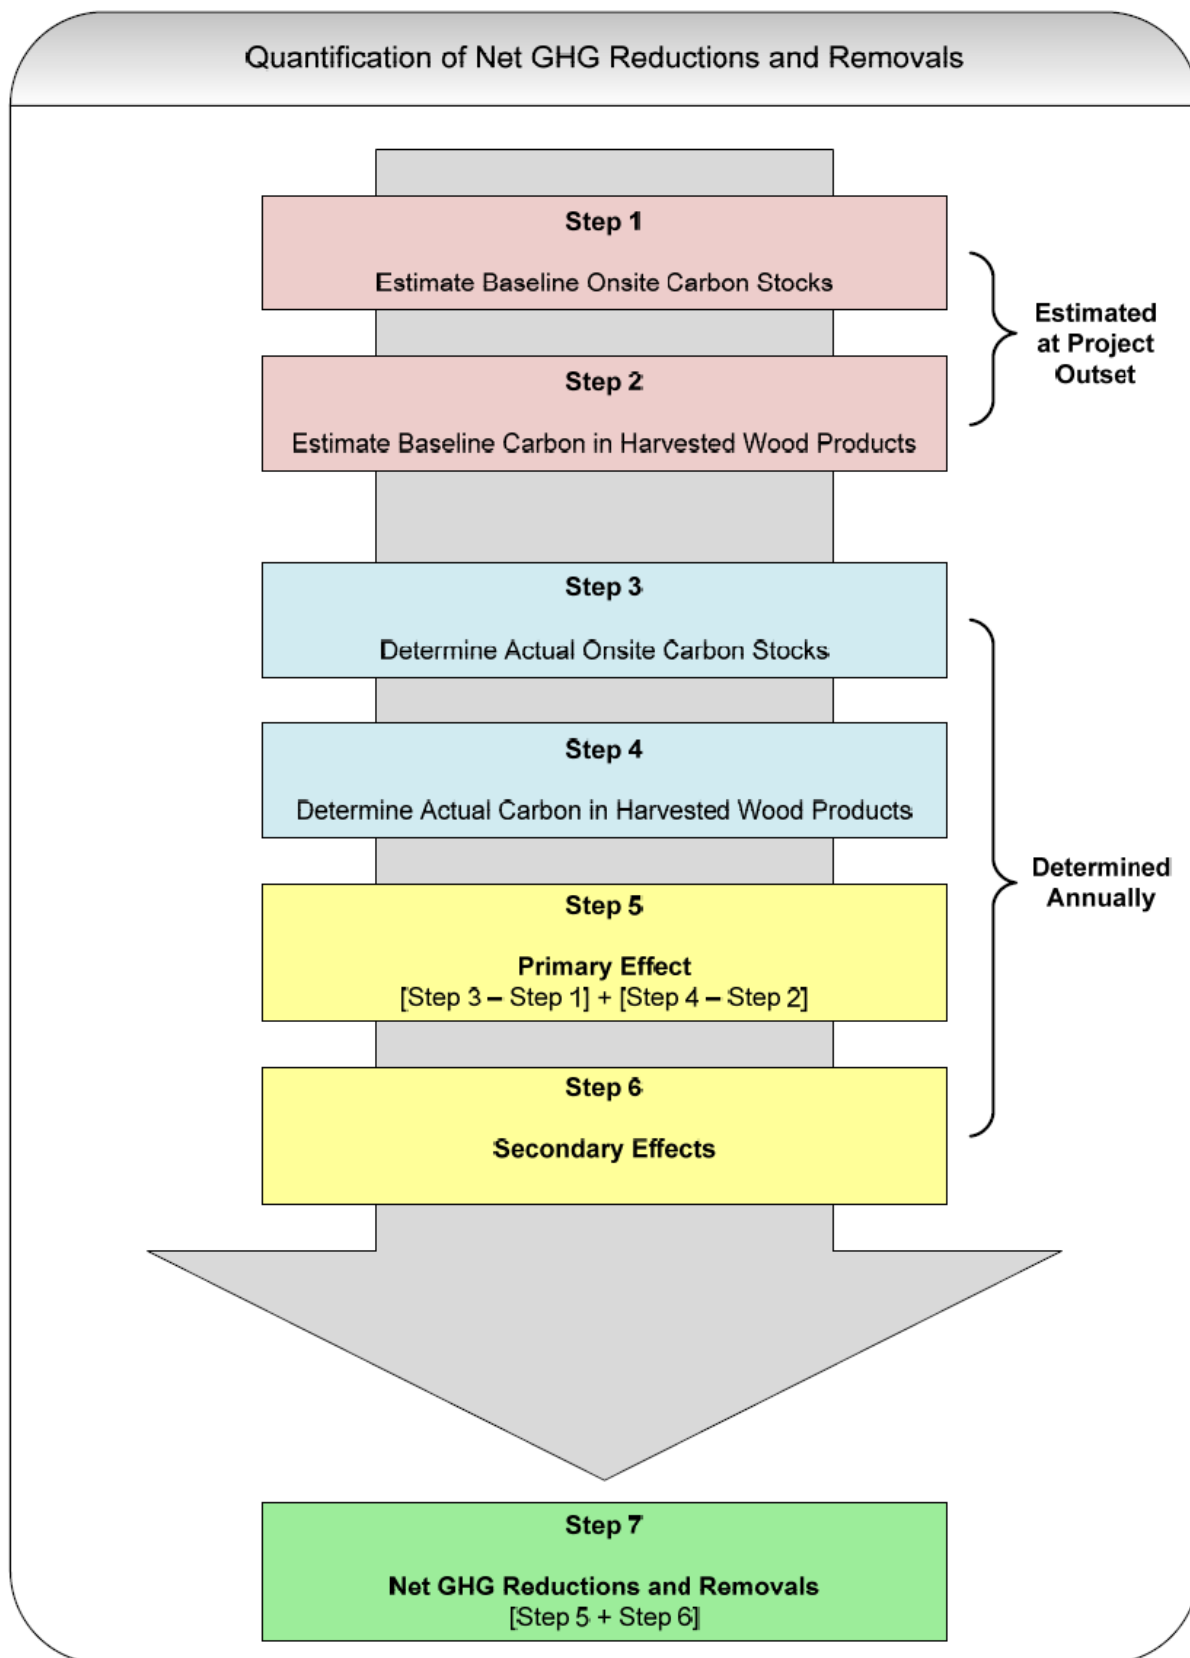 Quantification of Net GHG Reductions and Removals
Step 1
Estimate Baseline Onsite Carbon Stocks
Step 2
Estimate Baseline Carbon in Harvested Wood Products
Estimated
at Project
Outset
Step 3
Determine Actual Onsite Carbon Stocks
Step 4
Determine Actual Carbon in Harvested Wood Products
Step 5
Primary Effect
[Step 3 – Step 1] + [Step 4 – Step 2]
Step 6
Secondary Effects
Determined
Annually
Step 7
Net GHG Reductions and Removals
[Step 5 + Step 6]